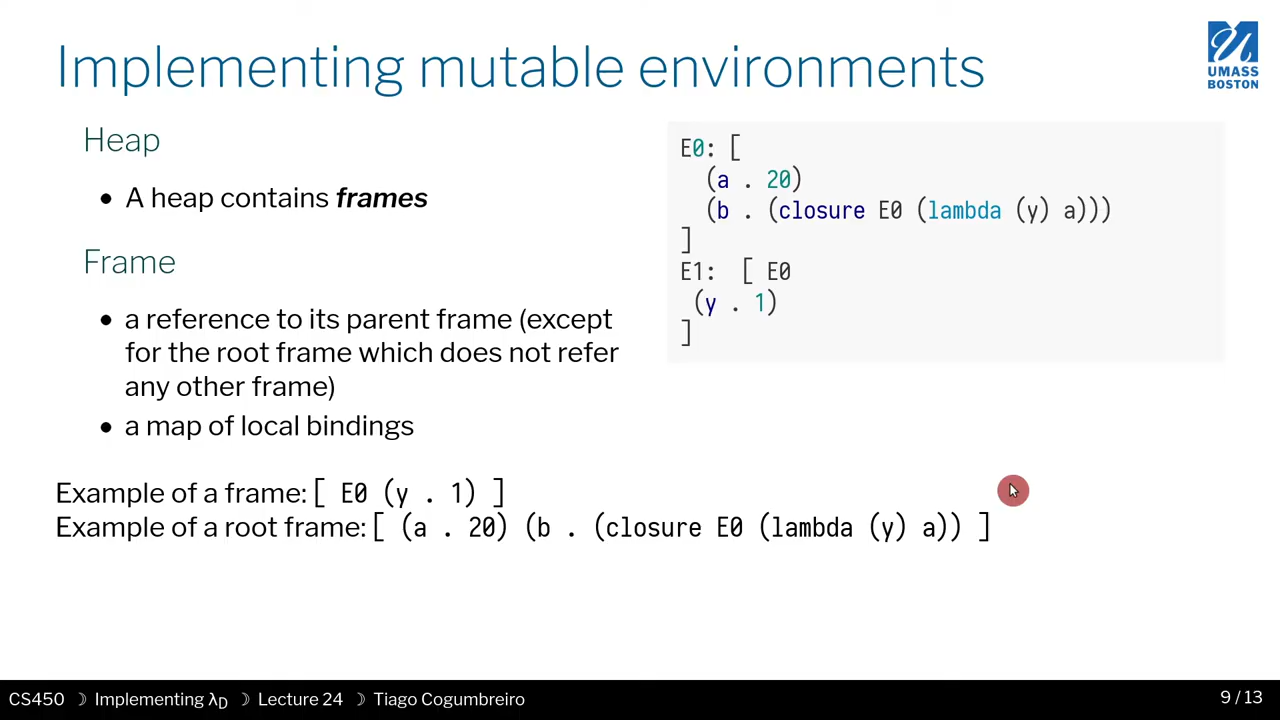 Implementing mutable environments
UMASS
BOSTON
Heap
• A heap contains frames
Frame
• a reference to its parent frame (except
for the root frame which does not refer
any other frame)
• a map of local bindings
E0: [
(a . 20)
(b . (closure E0 (lambda (y) a)))
]
E1: [ E0
(y . 1)
]
Example of a frame: [ E0 (y . 1) ]
Example of a root frame: [ (a . 20) (b . (closure E0 (lambda (y) a)) ]
CS450 ☽ Implementing λD ☽ Lecture 24 ☽ Tiago Cogumbreiro
9 / 13